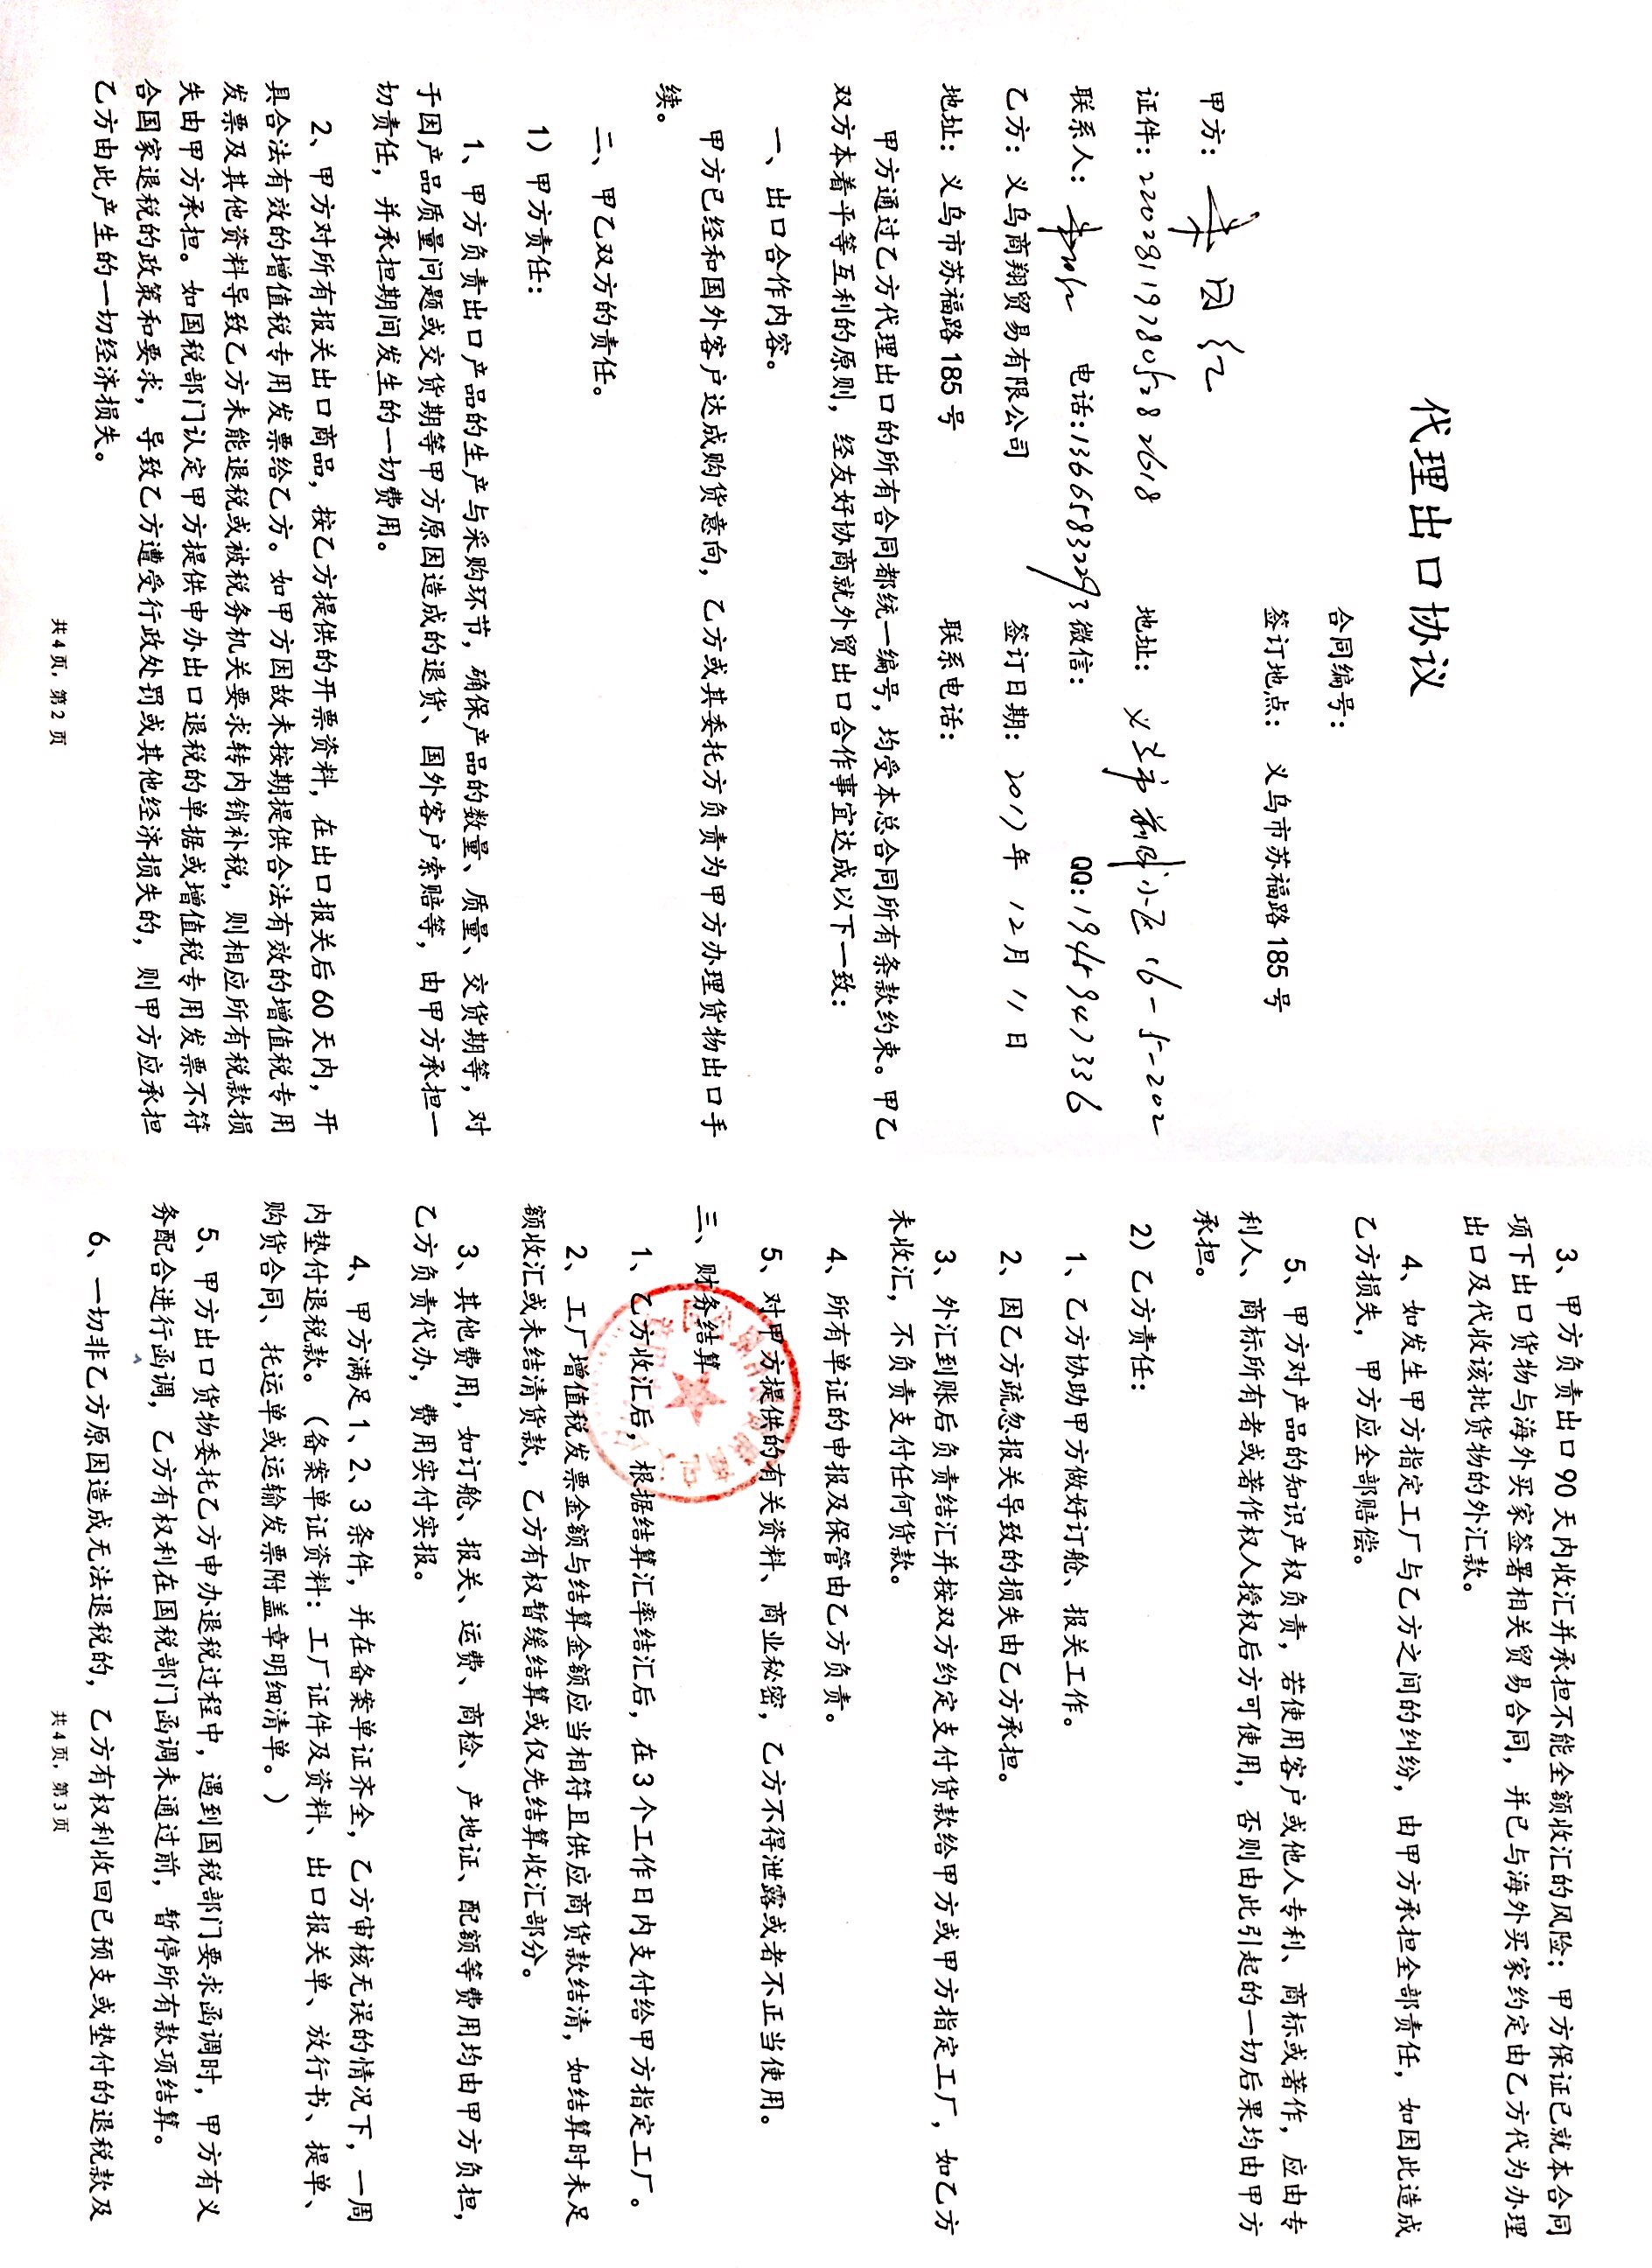 代理出口协议
合同编号：
签订地点： 义乌市苏福路 185 号
甲方：
证件：220281197805282618 地址： 义乌市 小区 16-5-202
联系人： 电话:13665832293 微信： QQ:1945947336
乙方：义乌商翔贸易有限公司 签订日期： 2017年 12月 11日
地址：义乌市苏福路 185 号 联系电话：
甲方通过乙方代理出口的所有合同都统一编号，均受本总合同所有条款约束。甲乙
双方本着平等互利的原则，经友好协商就外贸出口合作事宜达成以下一致：
一、出口合作内容。
甲方已经和国外客户达成购货意向，乙方或其委托方负责为甲方办理货物出口手
续。
二、甲乙双方的责任。
1）甲方责任：
1、甲方负责出口产品的生产与采购环节，确保产品的数量、质量、交货期等，对
于因产品质量问题或交货期等甲方原因造成的退货、国外客户索赔等，由甲方承担一
切责任，并承担期间发生的一切费用。
2、甲方对所有报关出口商品，按乙方提供的开票资料，在出口报关后 60 天内，开
具合法有效的增值税专用发票给乙方。如甲方因故未按期提供合法有效的增值税专用
发票及其他资料导致乙方未能退税或被税务机关要求转内销补税，则相应所有税款损
失由甲方承担。如国税部门认定甲方提供申办出口退税的单据或增值税专用发票不符
合国家退税的政策和要求，导致乙方遭受行政处罚或其他经济损失的，则甲方应承担
乙方由此产生的一切经济损失。
共 4 页，第 2 页
3、甲方负责出口 90 天内收汇并承担不能全额收汇的风险；甲方保证已就本合同
项下出口货物与海外买家签署相关贸易合同，并已与海外买家约定由乙方代为办理
出口及代收该批货物的外汇款。
4、如发生甲方指定工厂与乙方之间的纠纷，由甲方承担全部责任，如因此造成
乙方损失，甲方应全部赔偿。
5、甲方对产品的知识产权负责，若使用客户或他人专利、商标或著作，应由专
利人、商标所有者或著作权人授权后方可使用，否则由此引起的一切后果均由甲方
承担。
2）乙方责任：
1、乙方协助甲方做好订舱、报关工作。
2、因乙方疏忽报关导致的损失由乙方承担。
3、外汇到账后负责结汇并按双方约定支付货款给甲方或甲方指定工厂，如乙方
未收汇，不负责支付任何货款。
4、所有单证的申报及保管由乙方负责。
5、对甲方提供的有关资料、商业秘密，乙方不得泄露或者不正当使用。
三、财务结算
1、乙方收汇后，根据结算汇率结汇后，在 3 个工作日内支付给甲方指定工厂。
2、工厂增值税发票金额与结算金额应当相符且供应商货款结清，如结算时未足
额收汇或未结清货款，乙方有权暂缓结算或仅先结算收汇部分。
3、其他费用，如订舱、报关、运费、商检、产地证、配额等费用均由甲方负担，
乙方负责代办，费用实付实报。
4、甲方满足 1、2、3 条件，并在备案单证齐全，乙方审核无误的情况下，一周
内垫付退税款。（备案单证资料：工厂证件及资料、出口报关单、放行书、提单、
购货合同、托运单或运输发票附盖章明细清单。）
5、甲方出口货物委托乙方申办退税过程中，遇到国税部门要求函调时，甲方有义
务配合进行函调，乙方有权利在国税部门函调未通过前，暂停所有款项结算。
6、一切非乙方原因造成无法退税的，乙方有权利收回已预支或垫付的退税款及
共 4 页，第 3 页